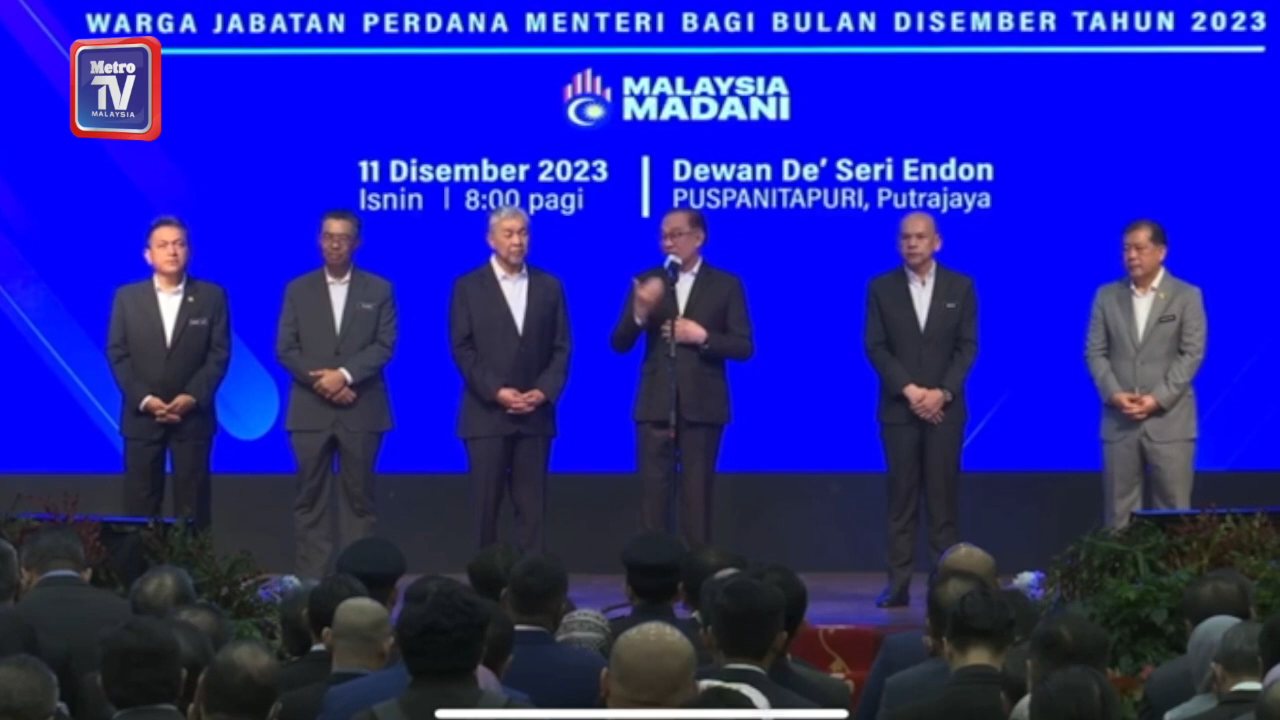 WARGA JABATAN PERDANA MENTERI BAGI BULAN DISEMBER TAHUN 2023
Metro
TV
MALAYSIA
MALAYSIA
MADANI
11 Disember 2023
Isnin | 8:00 pagi
Dewan De' Seri Endon
PUSPANITAPURI, Putrajaya